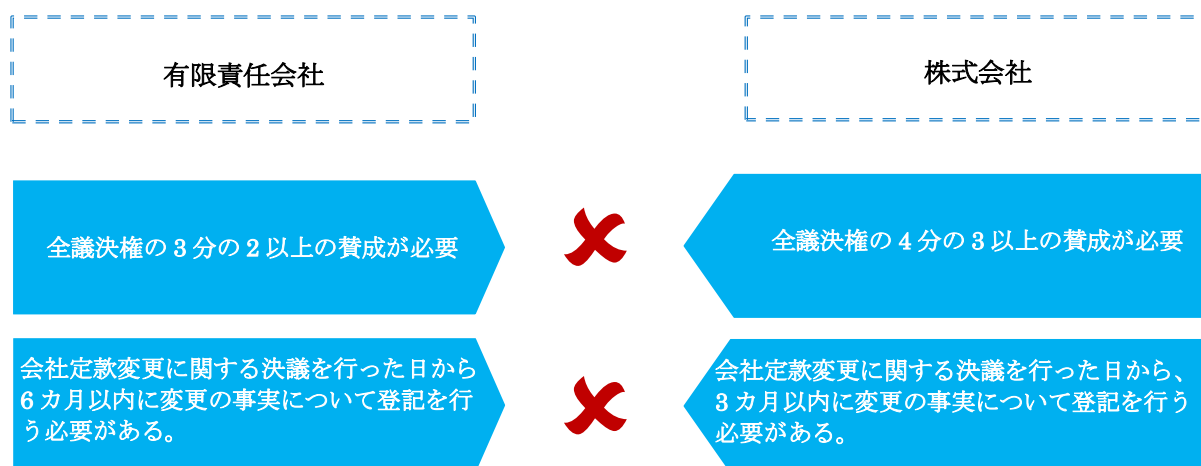 有限責任会社
株式会社
全議決権の 3 分の 2 以上の賛成が必要
全議決権の 4 分の 3 以上の賛成が必要
会社定款変更に関する決議を行った日から
6 カ月以内に変更の事実について登記を行
う必要がある。
会社定款変更に関する決議を行った日から、
3 カ月以内に変更の事実について登記を行う
必要がある。